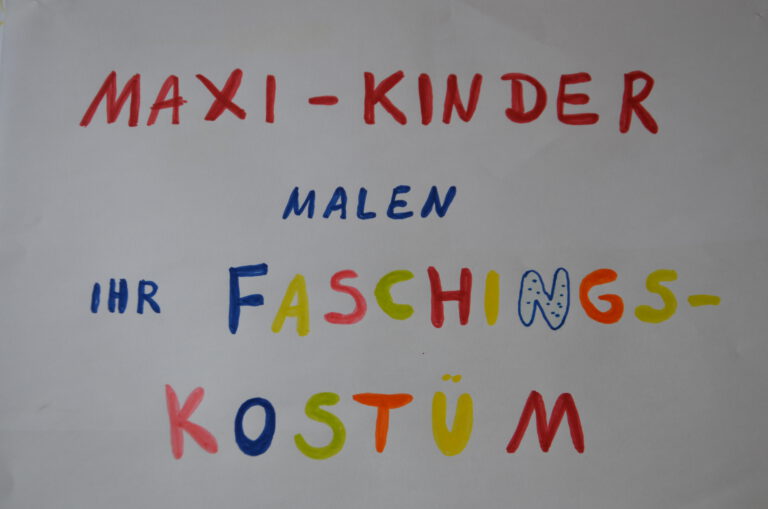 MAXI-KINDER
MALEN
IHR FASCHINGS-
KOSTÜM